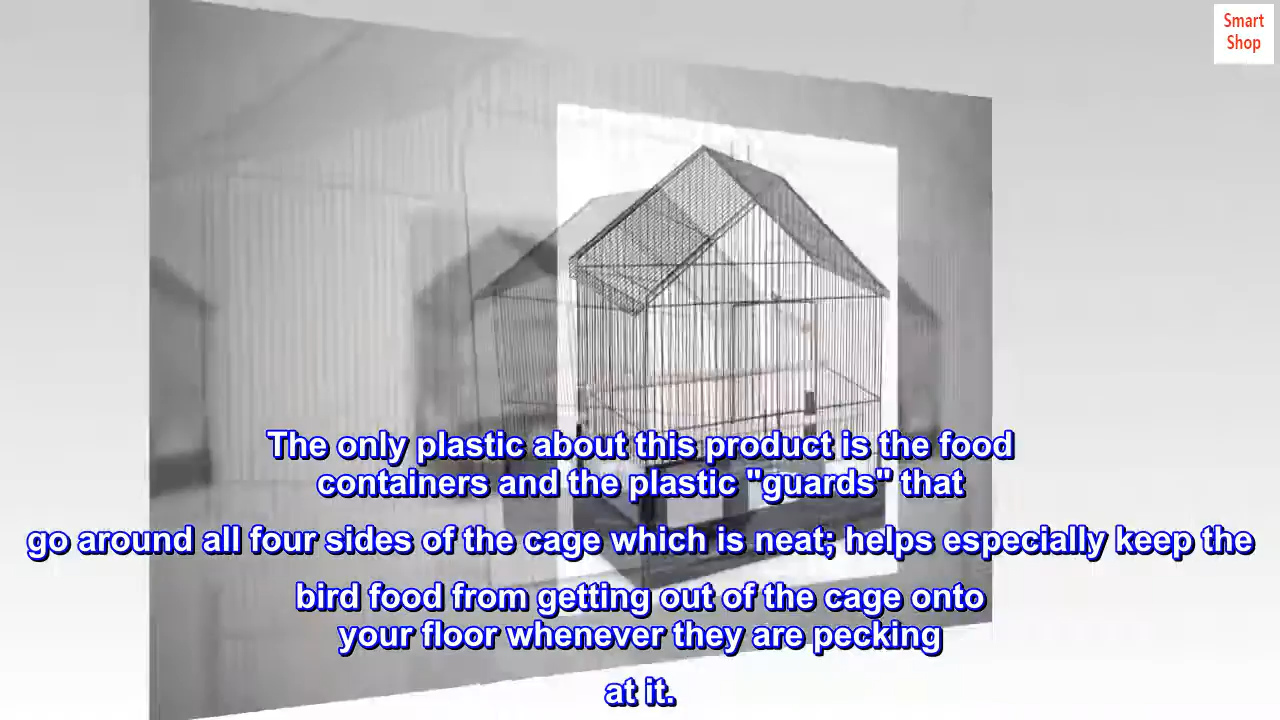 Smart
Shop
The only plastic about this product is the food
containers and the plastic "guards" that
go around all four sides of the cage which is neat; helps especially keep the
bird food from getting out of the cage onto
your floor whenever they are pecking
at it.